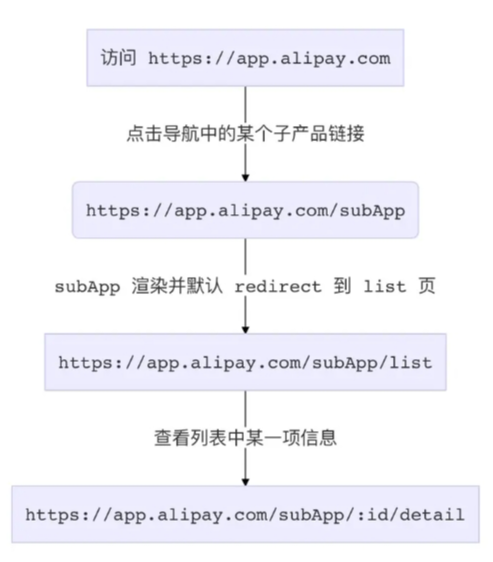 访问 https://app.alipay.com
点击导航中的某个子产品链接
https://app.alipay.com/subApp
subApp 渲染并默认 redirect 到 list 页
https://app.alipay.com/subApp/list
查看列表中某一项信息
https://app.alipay.com/subApp/:id/detail